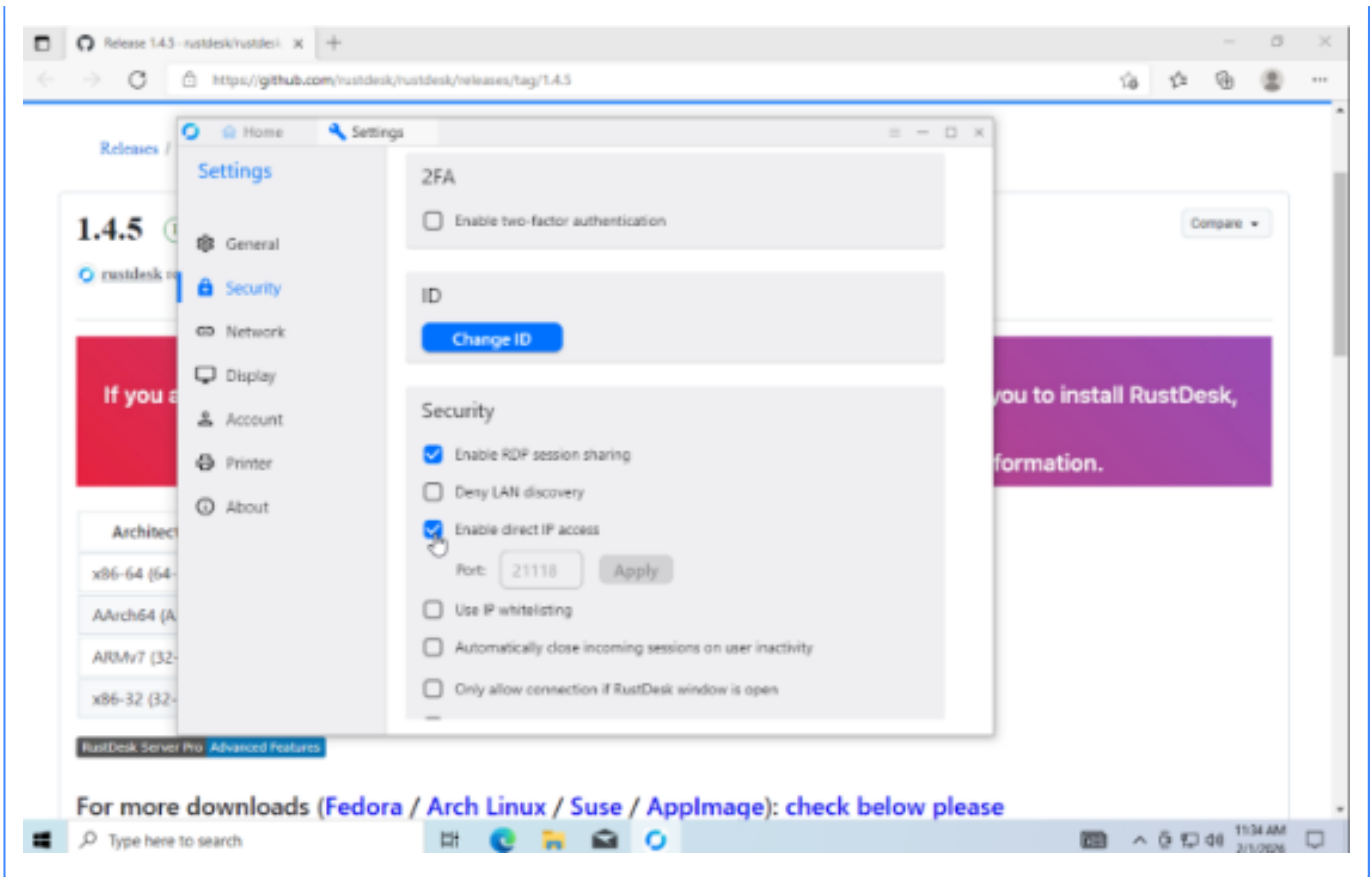 Release 1.4.5 · rustdesk/rustdesk
https://github.com/rustdesk/rustdesk/releases/tag/1.4.5
Home
Settings
Releases /
Settings
General
Security
Network
Display
Account
Printer
About
2FA
Enable two-factor authentication
ID
Change ID
Security
Enable RDP session sharing
Deny LAN discovery
Enable direct IP access
Port:
21118
Apply
Use IP whitelisting
Automatically close incoming sessions on user inactivity
Only allow connection if RustDesk window is open
1.4.5
Compare
rustdesk
If you
you to install RustDesk,
formation.
Architect
x86-64 (64-
AArch64 (A
ARMv7 (32-
x86-32 (32-
RustDesk Server Pro Advanced Features
For more downloads (Fedora / Arch Linux / Suse / AppImage): check below please
Type here to search
11:34 AM
2/1/2026